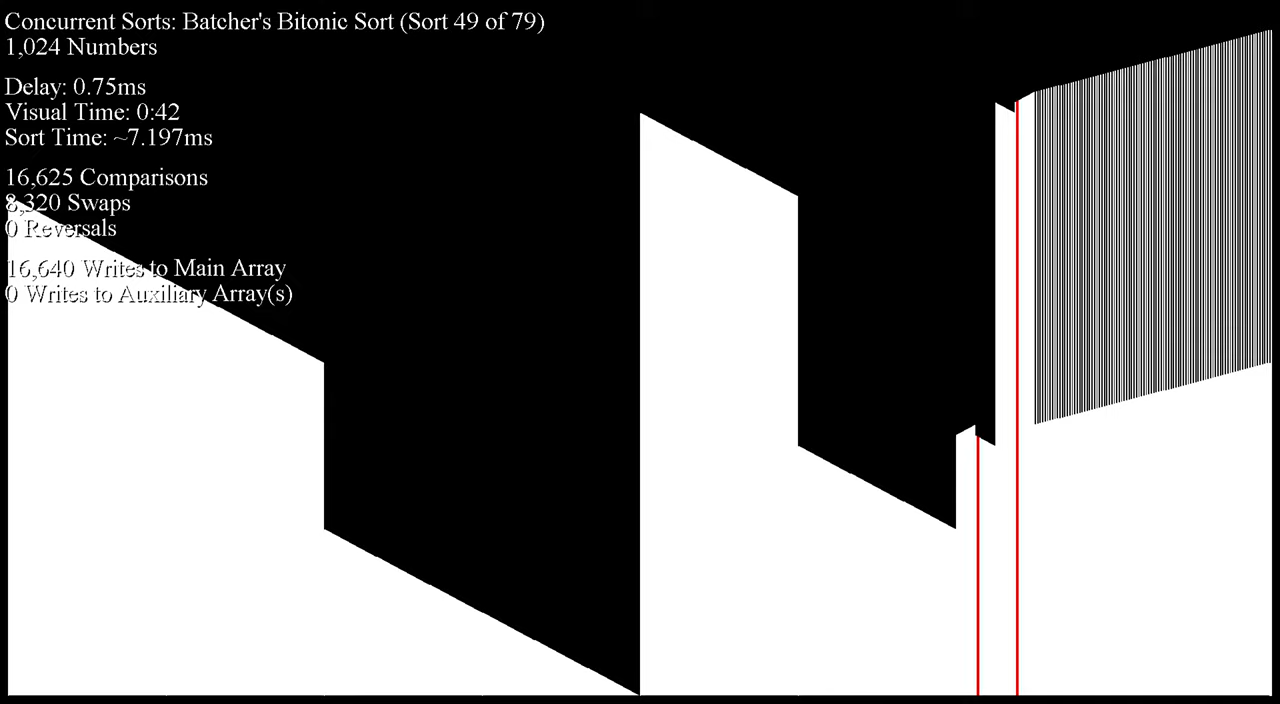 Concurrent Sorts: Batcher's Bitonic Sort (Sort 49 of 79)
1,024 Numbers
Delay: 0.75ms
Visual Time: 0:42
Sort Time: ~7.197ms
16,625 Comparisons
8,320 Swaps
0 Reversals
16,640 Writes to Main Array
0 Writes to Auxiliary Array(s)